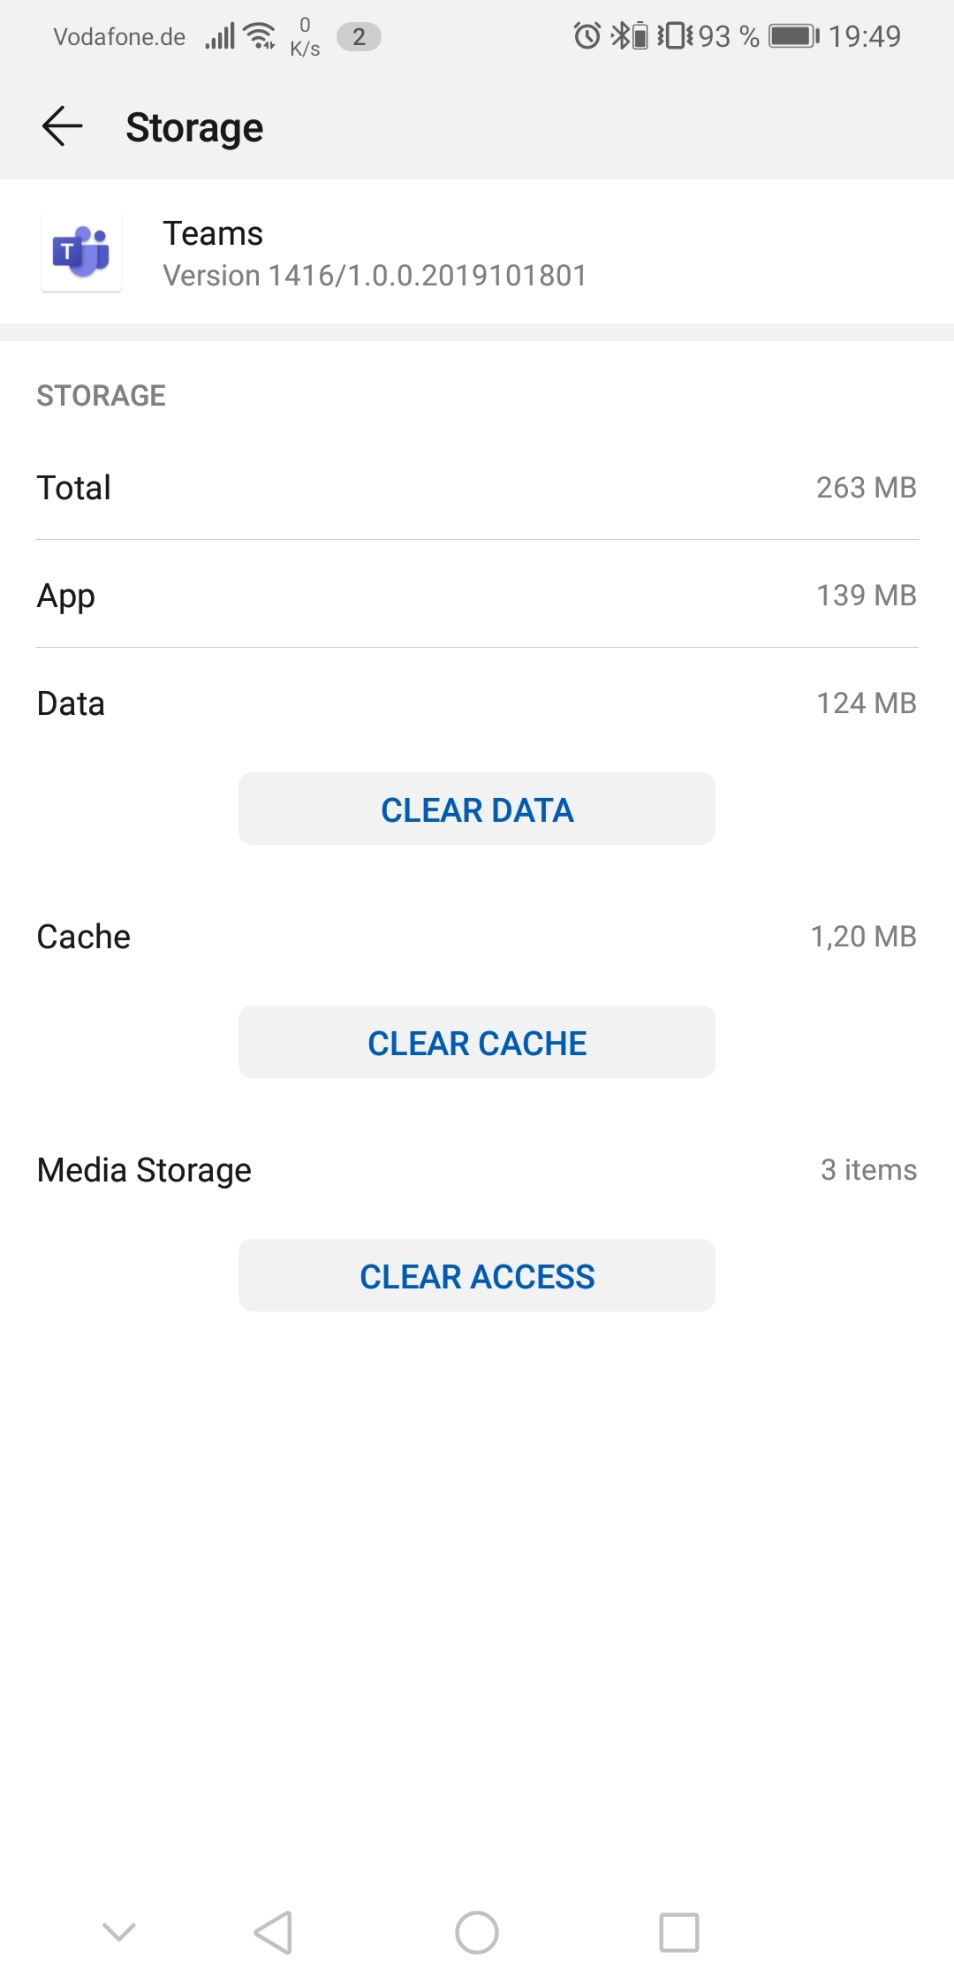 Vodafone.de 0 K/s 2 93 % 19:49
Storage
T
Teams
Version 1416/1.0.0.2019101801
STORAGE
Total 263 MB
App 139 MB
Data 124 MB
CLEAR DATA
Cache 1,20 MB
CLEAR CACHE
Media Storage 3 items
CLEAR ACCESS